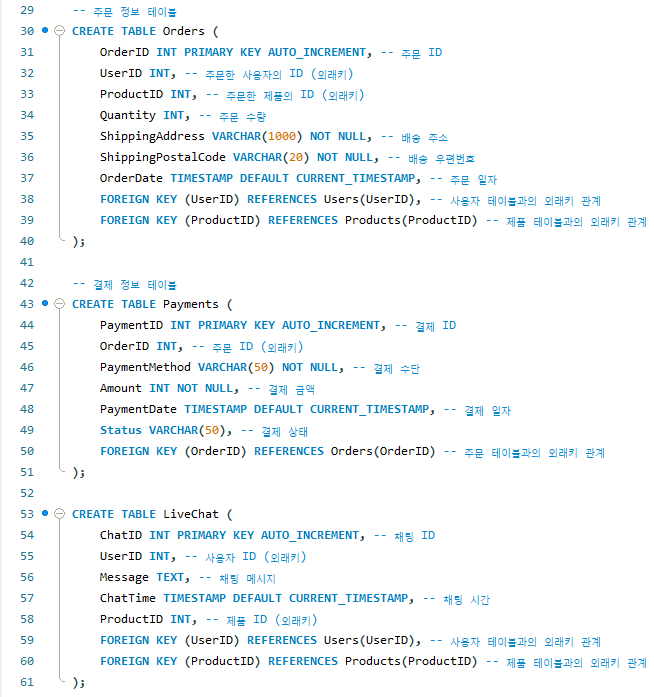 29 -- 주문 정보 테이블
30 CREATE TABLE Orders (
31 OrderID INT PRIMARY KEY AUTO_INCREMENT, -- 주문 ID
32 UserID INT, -- 주문한 사용자의 ID (외래키)
33 ProductID INT, -- 주문한 제품의 ID (외래키)
34 Quantity INT, -- 주문 수량
35 ShippingAddress VARCHAR(1000) NOT NULL, -- 배송 주소
36 ShippingPostalCode VARCHAR(20) NOT NULL, -- 배송 우편번호
37 OrderDate TIMESTAMP DEFAULT CURRENT_TIMESTAMP, -- 주문 일자
38 FOREIGN KEY (UserID) REFERENCES Users(UserID), -- 사용자 테이블과의 외래키 관계
39 FOREIGN KEY (ProductID) REFERENCES Products(ProductID) -- 제품 테이블과의 외래키 관계
40 );
41
42 -- 결제 정보 테이블
43 CREATE TABLE Payments (
44 PaymentID INT PRIMARY KEY AUTO_INCREMENT, -- 결제 ID
45 OrderID INT, -- 주문 ID (외래키)
46 PaymentMethod VARCHAR(50) NOT NULL, -- 결제 수단
47 Amount INT NOT NULL, -- 결제 금액
48 PaymentDate TIMESTAMP DEFAULT CURRENT_TIMESTAMP, -- 결제 일자
49 Status VARCHAR(50), -- 결제 상태
50 FOREIGN KEY (OrderID) REFERENCES Orders(OrderID) -- 주문 테이블과의 외래키 관계
51 );
52
53 CREATE TABLE LiveChat (
54 ChatID INT PRIMARY KEY AUTO_INCREMENT, -- 채팅 ID
55 UserID INT, -- 사용자 ID (외래키)
56 Message TEXT, -- 채팅 메시지
57 ChatTime TIMESTAMP DEFAULT CURRENT_TIMESTAMP, -- 채팅 시간
58 ProductID INT, -- 제품 ID (외래키)
59 FOREIGN KEY (UserID) REFERENCES Users(UserID), -- 사용자 테이블과의 외래키 관계
60 FOREIGN KEY (ProductID) REFERENCES Products(ProductID) -- 제품 테이블과의 외래키 관계
61 );